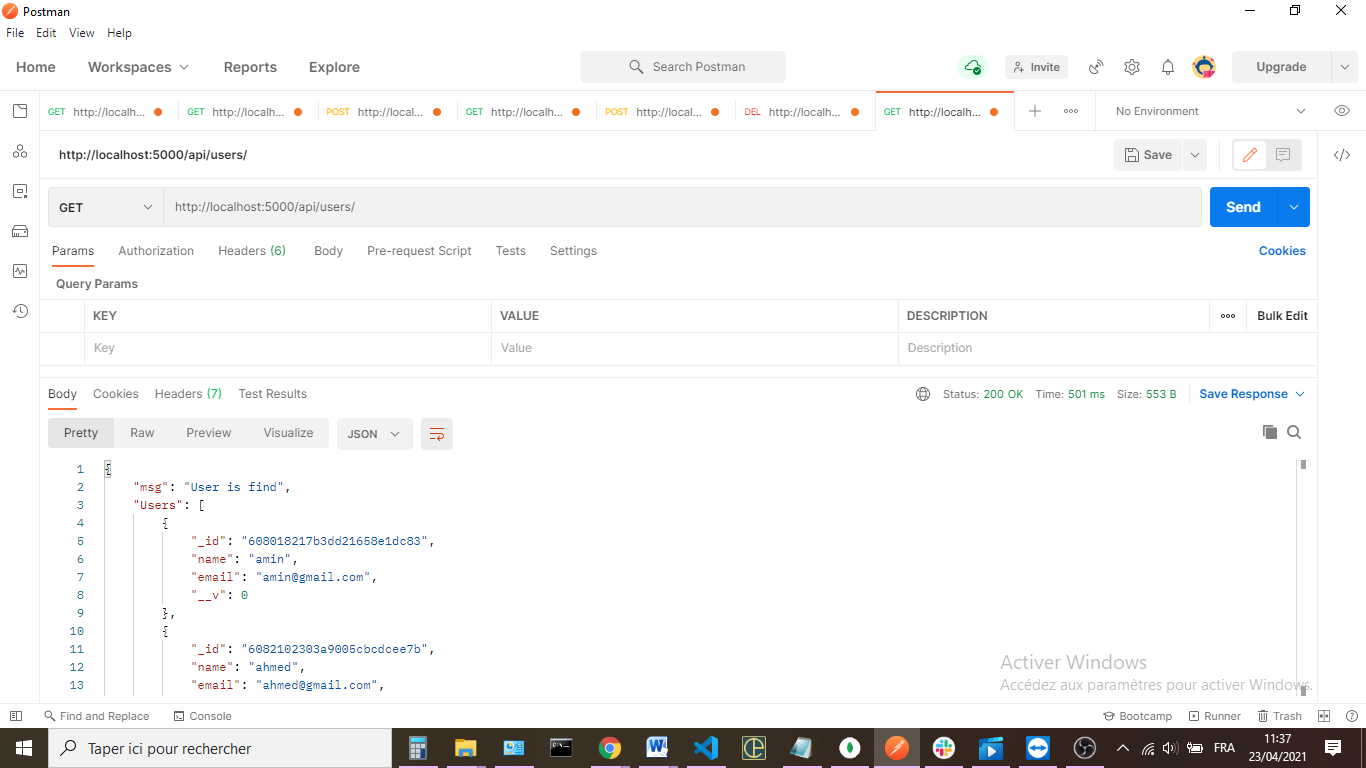 Postman
File Edit View Help
Home Workspaces Reports Explore Search Postman Invite Upgrade
GET http://localh... GET http://localh... POST http://local... GET http://localh... POST http://local... DEL http://localh... GET http://localh... No Environment
http://localhost:5000/api/users/ Save
GET http://localhost:5000/api/users/ Send
Params Authorization Headers (6) Body Pre-request Script Tests Settings Cookies
Query Params
KEY VALUE DESCRIPTION Bulk Edit
Key Value Description
Body Cookies Headers (7) Test Results Status: 200 OK Time: 501 ms Size: 553 B Save Response
Pretty Raw Preview Visualize JSON
1 {
2 "msg": "User is find",
3 "Users": [
4 {
5 "_id": "608018217b3dd21658e1dc83",
6 "name": "amin",
7 "email": "amin@gmail.com",
8 "__v": 0
9 },
10 {
11 "_id": "6082102303a9005cbcdcee7b",
12 "name": "ahmed",
13 "email": "ahmed@gmail.com",
Activer Windows
Accédez aux paramètres pour activer Windows.
Find and Replace Console Bootcamp Runner Trash
Taper ici pour rechercher FRA 11:37
23/04/2021